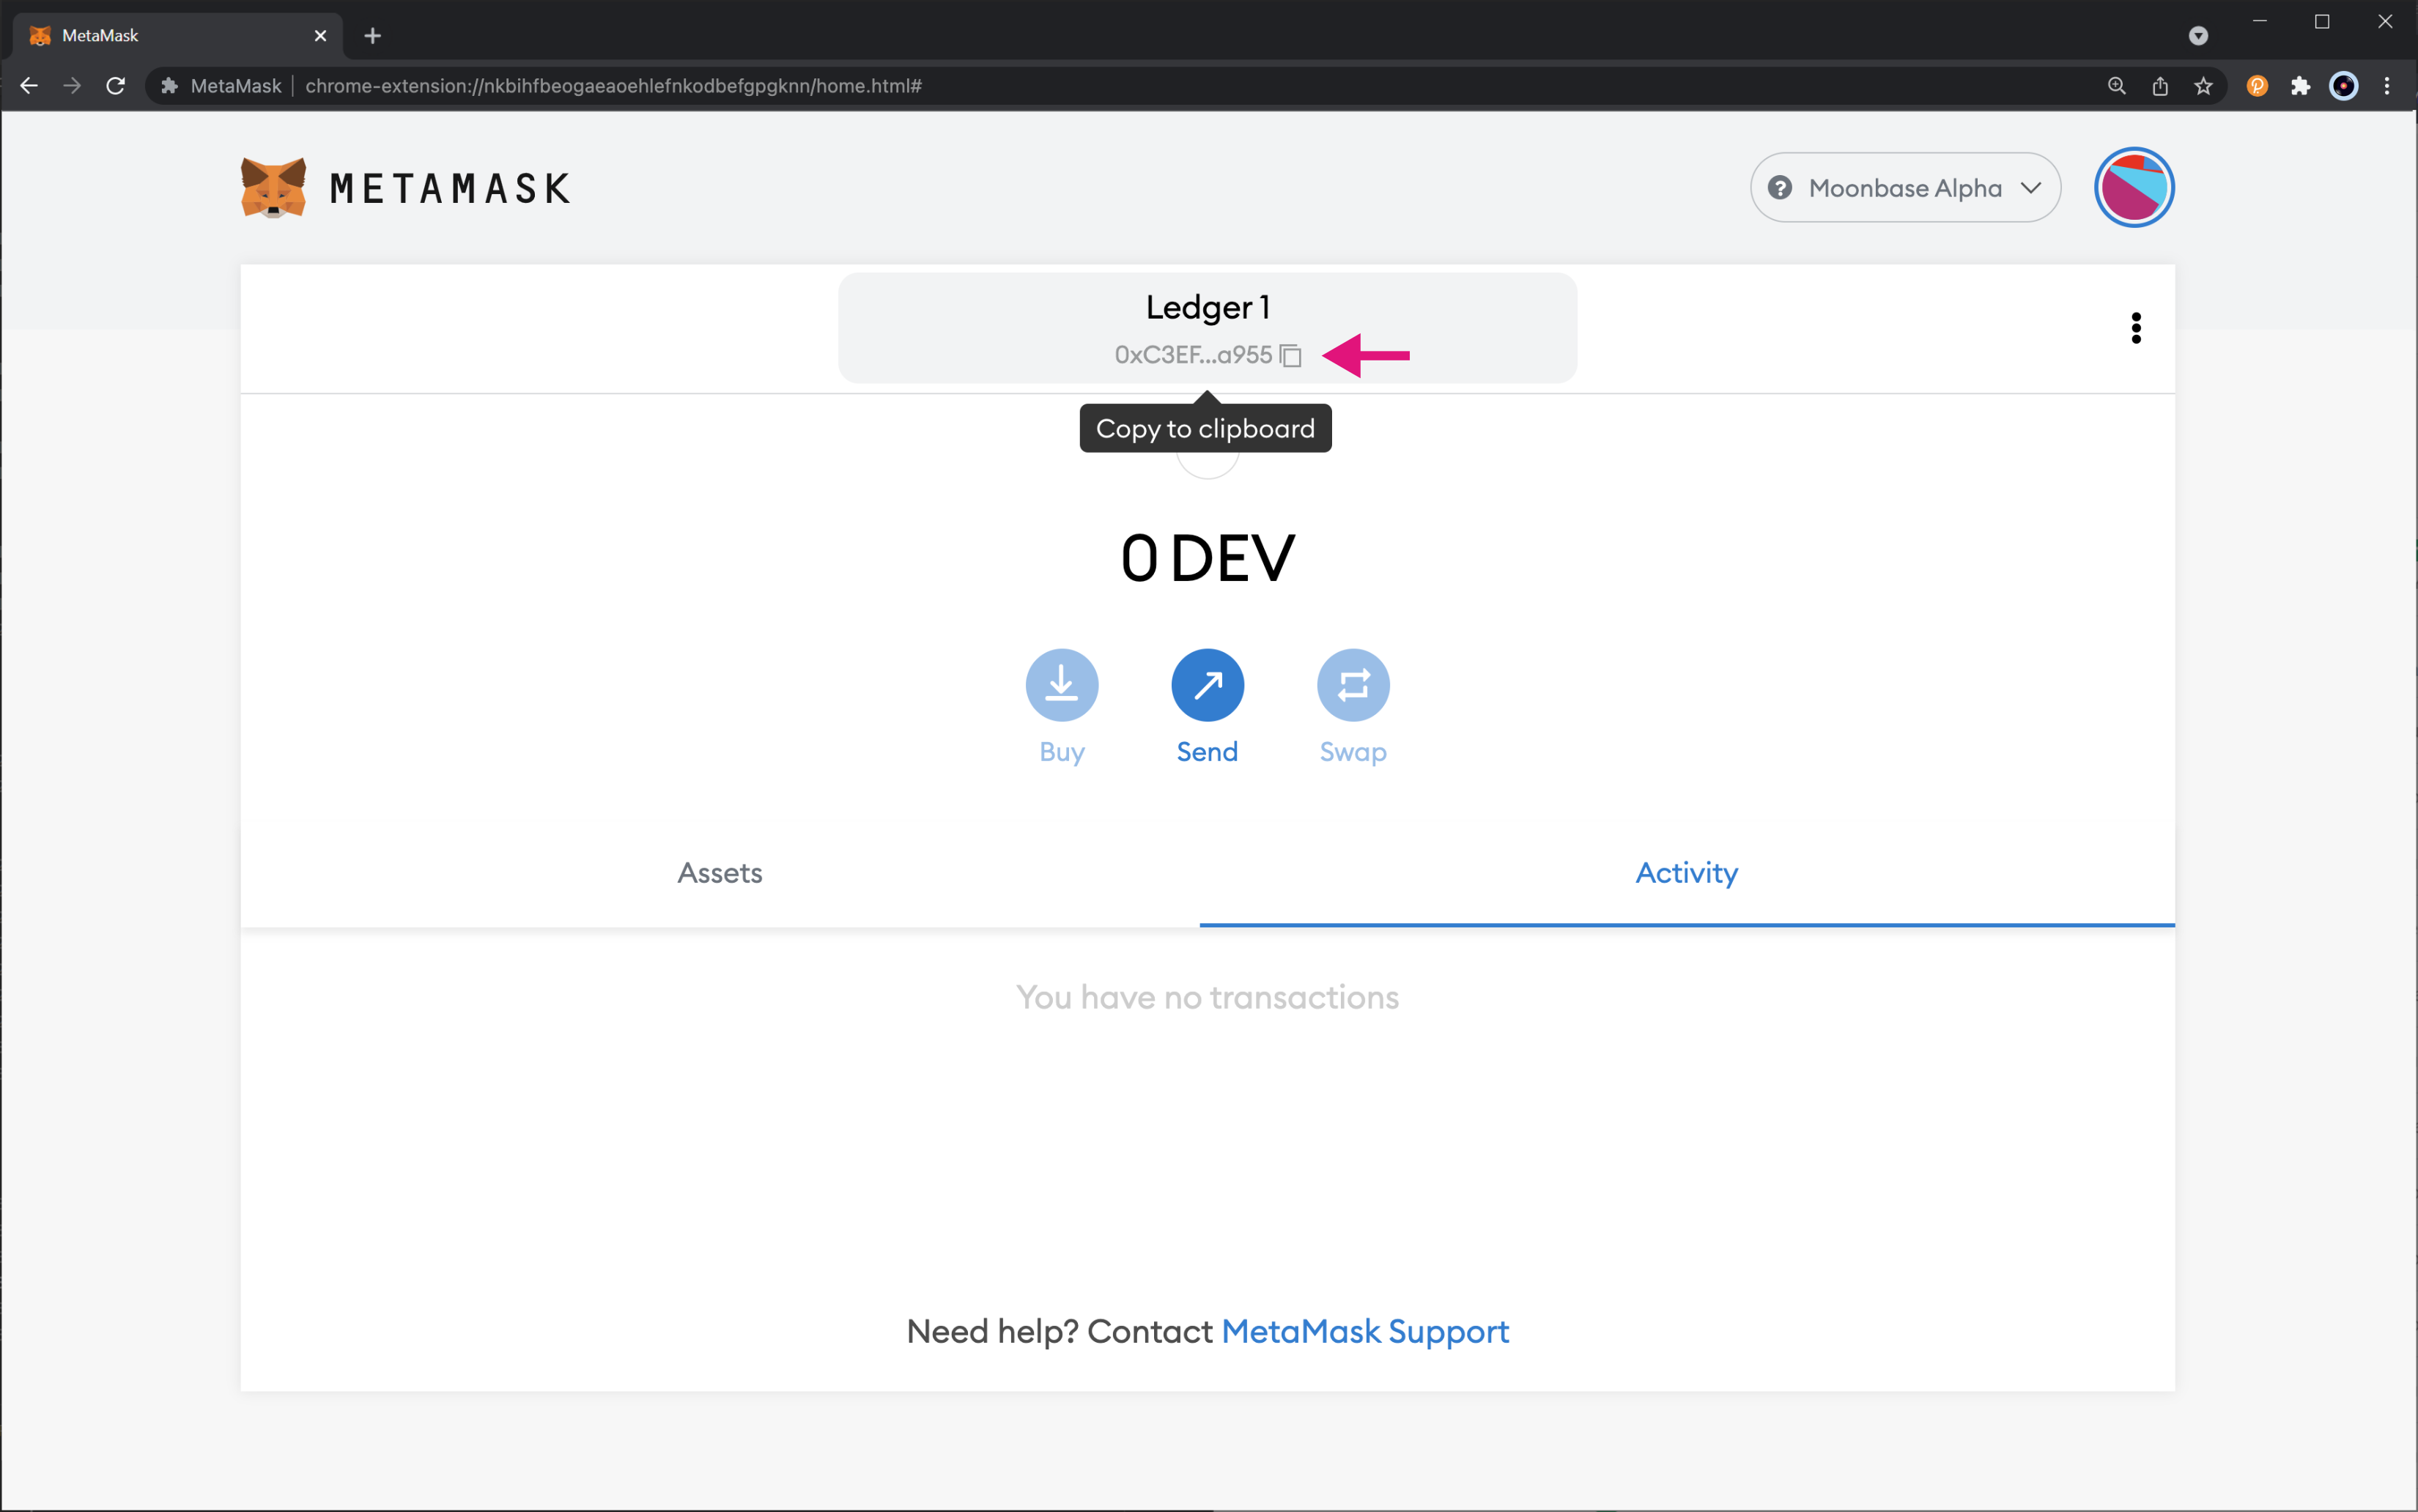 MetaMask
MetaMask | chrome-extension://nkbihfbeogaeaoehlefnkodbefgpgknn/home.html#
METAMASK
Moonbase Alpha
Ledger 1
0xC3EF...a955
Copy to clipboard
0 DEV
Buy
Send
Swap
Assets
Activity
You have no transactions
Need help? Contact MetaMask Support